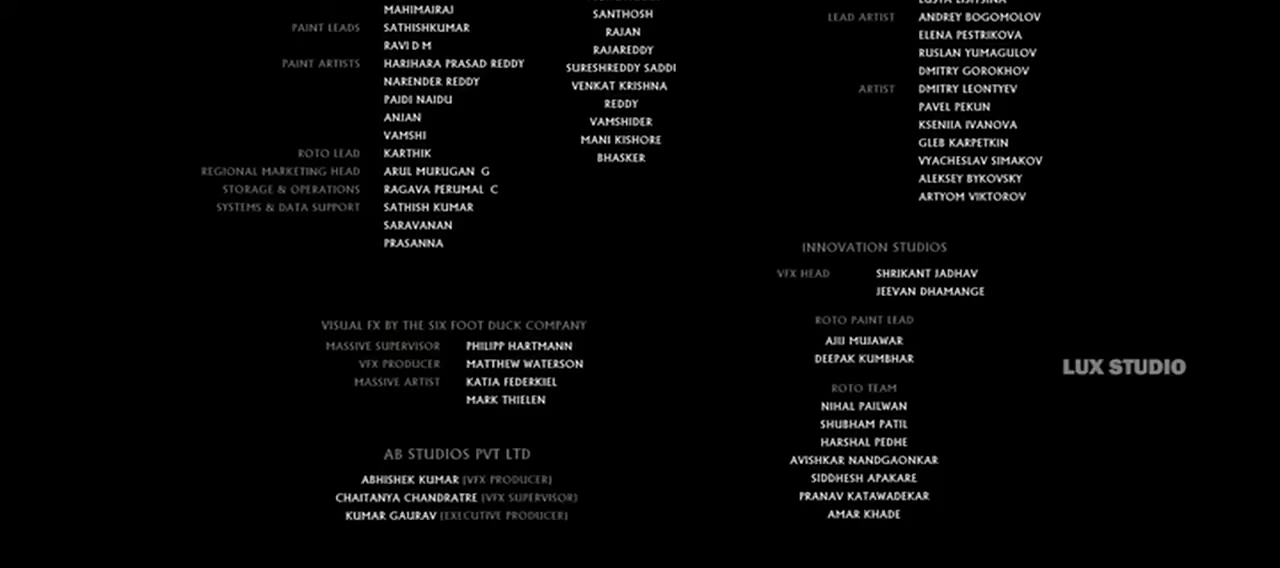 MAHIMAIRAJ
PAINT LEADS SATHISHKUMAR
RAVI D M
PAINT ARTISTS HARIHARA PRASAD REDDY
NARENDER REDDY
PAIDI NAIDU
ANJAN
VAMSHI
ROTO LEAD KARTHIK
REGIONAL MARKETING HEAD ARUL MURUGAN G
STORAGE & OPERATIONS RAGAVA PERUMAL C
SYSTEMS & DATA SUPPORT SATHISH KUMAR
SARAVANAN
PRASANNA
SANTHOSH
RAJAN
RAJAREDDY
SURESHREDDY SADDI
VENKAT KRISHNA
REDDY
VAMSHIDER
MANI KISHORE
BHASKER
VISUAL FX BY THE SIX FOOT DUCK COMPANY
MASSIVE SUPERVISOR PHILIPP HARTMANN
VFX PRODUCER MATTHEW WATERSON
MASSIVE ARTIST KATJA FEDERKIEL
MARK THIELEN
AB STUDIOS PVT LTD
ABHISHEK KUMAR (VFX PRODUCER)
CHAITANYA CHANDRATRE (VFX SUPERVISOR)
KUMAR GAURAV (EXECUTIVE PRODUCER)
LEAD ARTIST ANDREY BOGOMOLOV
ELENA PESTRIKOVA
RUSLAN YUMAGULOV
DMITRY GOROKHOV
ARTIST DMITRY LEONTYEV
PAVEL PEKUN
KSENIIA IVANOVA
GLEB KARPETKIN
VYACHESLAV SIMAKOV
ALEKSEY BYKOVSKY
ARTYOM VIKTOROV
INNOVATION STUDIOS
VFX HEAD SHRIKANT JADHAV
JEEVAN DHAMANGE
ROTO PAINT LEAD
AJIJ MUJAWAR
DEEPAK KUMBHAR
ROTO TEAM
NIHAL PAILWAN
SHUBHAM PATIL
HARSHAL PEDHE
AVISHKAR NANDGAONKAR
SIDDHESH APAKARE
PRANAV KATAWADEKAR
AMAR KHADE
LUX STUDIO